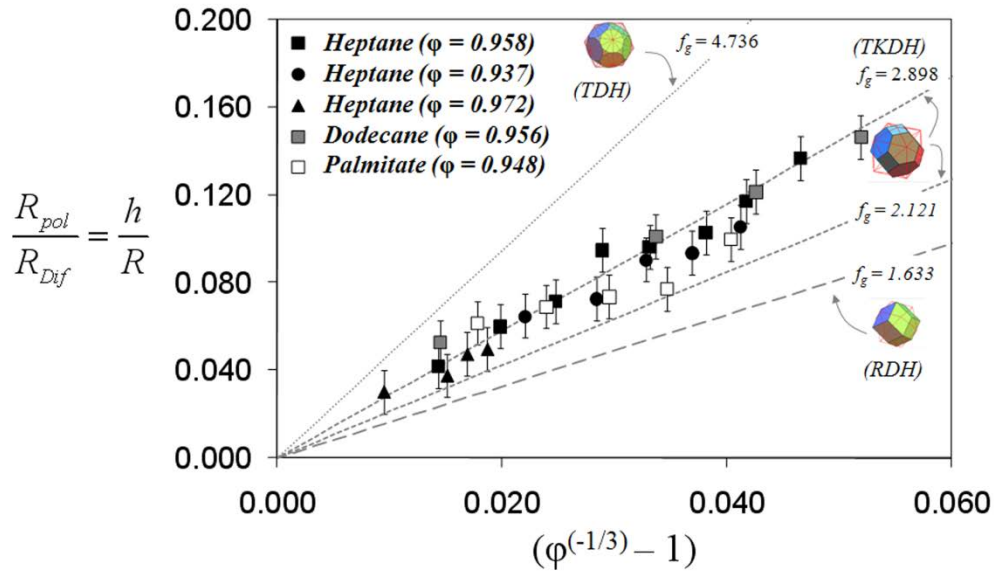 0.200
0.160
0.120
0.080
0.040
0.000
R_pol / R_Dif = h / R
■ Heptane (φ = 0.958)
● Heptane (φ = 0.937)
▲ Heptane (φ = 0.972)
Dodecane (φ = 0.956)
□ Palmitate (φ = 0.948)
(TDH)
f_g = 4.736
(TKDH)
f_g = 2.898
f_g = 2.121
f_g = 1.633
(RDH)
0.000 0.020 0.040 0.060
(φ^(-1/3) – 1)